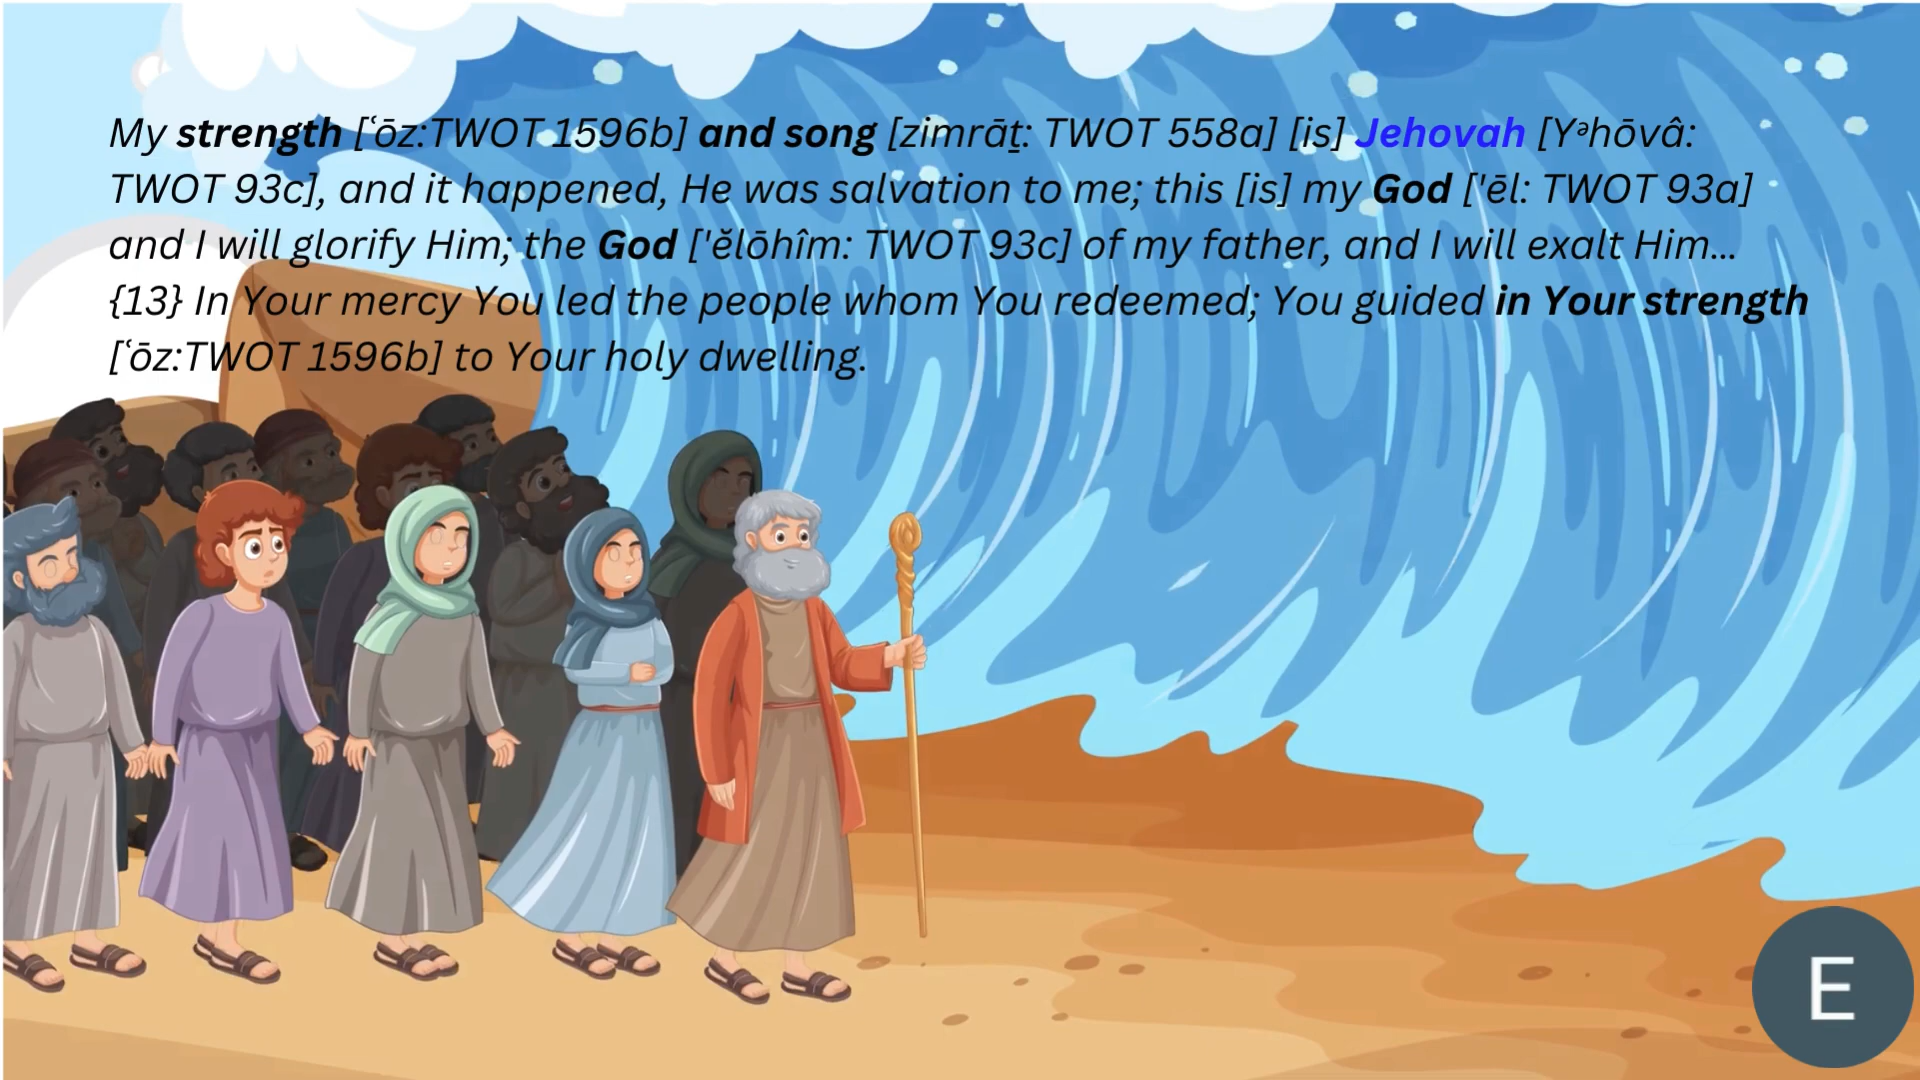 My strength [ʿōz:TWOT 1596b] and song [zimrāṯ: TWOT 558a] [is] Jehovah [Yᵊhōvâ:
TWOT 93c], and it happened, He was salvation to me; this [is] my God ['ēl: TWOT 93a]
and I will glorify Him; the God ['ĕlōhîm: TWOT 93c] of my father, and I will exalt Him...
{13} In Your mercy You led the people whom You redeemed; You guided in Your strength
[ʿōz:TWOT 1596b] to Your holy dwelling.
E